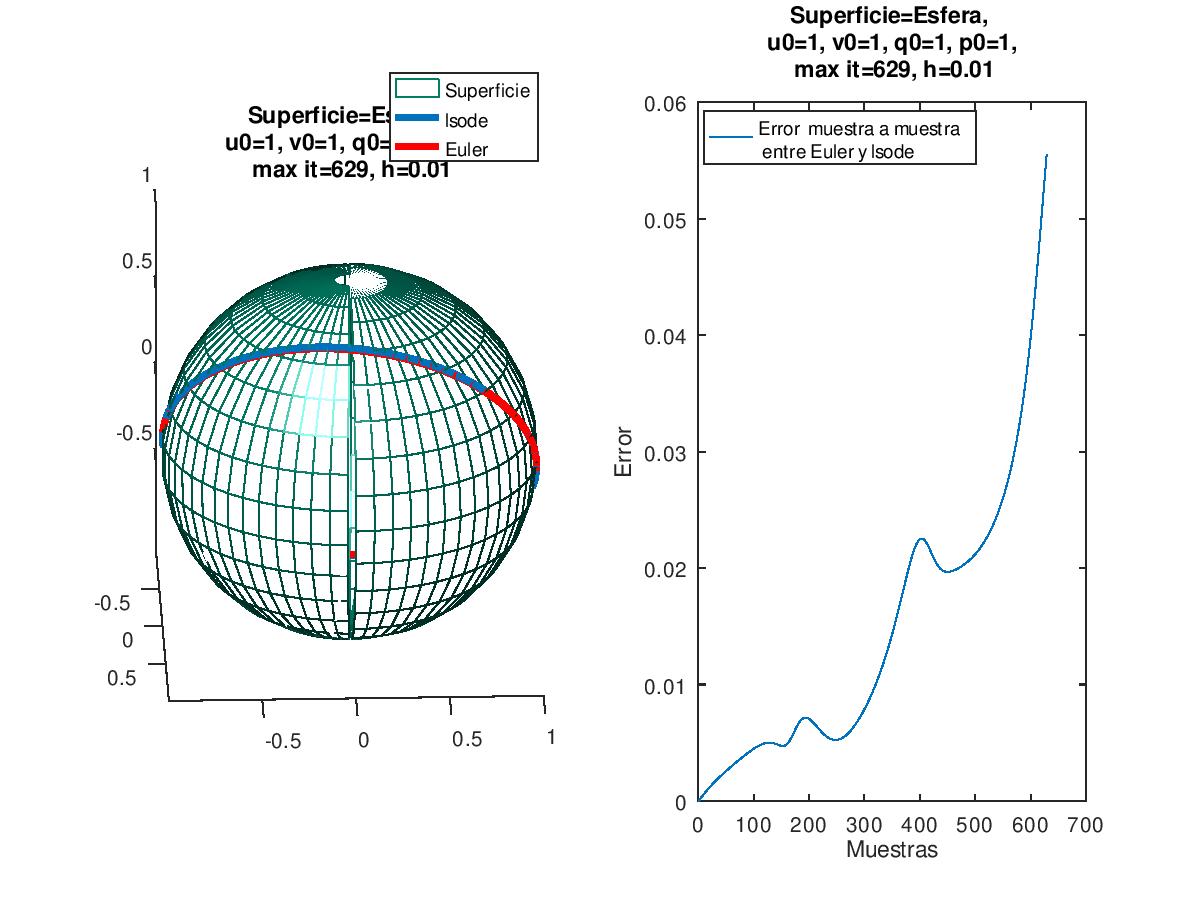 Superficie=Es
u0=1, v0=1, q0=
max it=629, h=0.01
Superficie
lsode
Euler
1
0.5
0
-0.5
-0.5
0
0.5
-0.5
0
0.5
1
Superficie=Esfera,
u0=1, v0=1, q0=1, p0=1,
max it=629, h=0.01
Error muestra a muestra
entre Euler y lsode
0.06
0.05
0.04
0.03
0.02
0.01
0
Error
0 100 200 300 400 500 600 700
Muestras